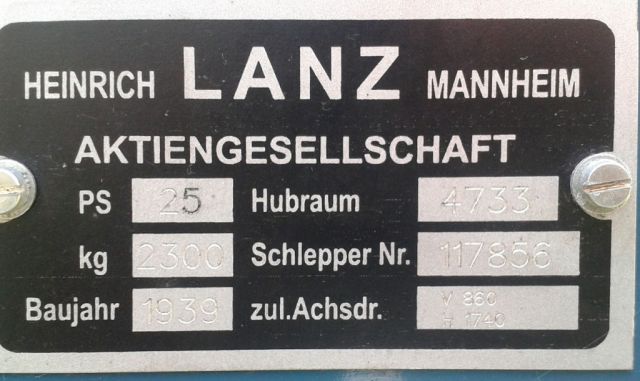 HEINRICH LANZ MANNHEIM
AKTIENGESELLSCHAFT
PS 25 Hubraum 4733
kg 2300 Schlepper Nr. 117856
Baujahr 1939 zul.Achsdr. V 860
H 1740